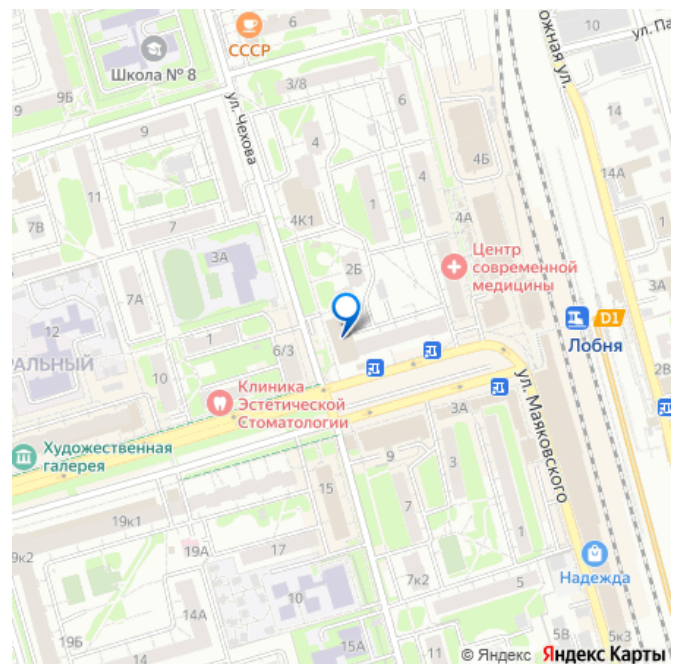 СССР
10
ул. Па
ожная ул.
Школа № 8
9Б
9
3/8
6
14
ул. Чехова
9
4
4Б
14А
11
1
4
7В
7
4К1
4А
1
3А
2Б
Центр
современной
медицины
3А
7А
D1
Лобня
12
1
6/3
РАЛЬНЫЙ
10
2В
Клиника
Эстетической
Стоматологии
ул. Маяковского
3А
Художественная
галерея
9
3
15
7
19к1
1
9к2
19А
17
7к2
5
Надежда
10
14А
19Б
15А
14
11
5В
5к3
© Яндекс Яндекс Карты